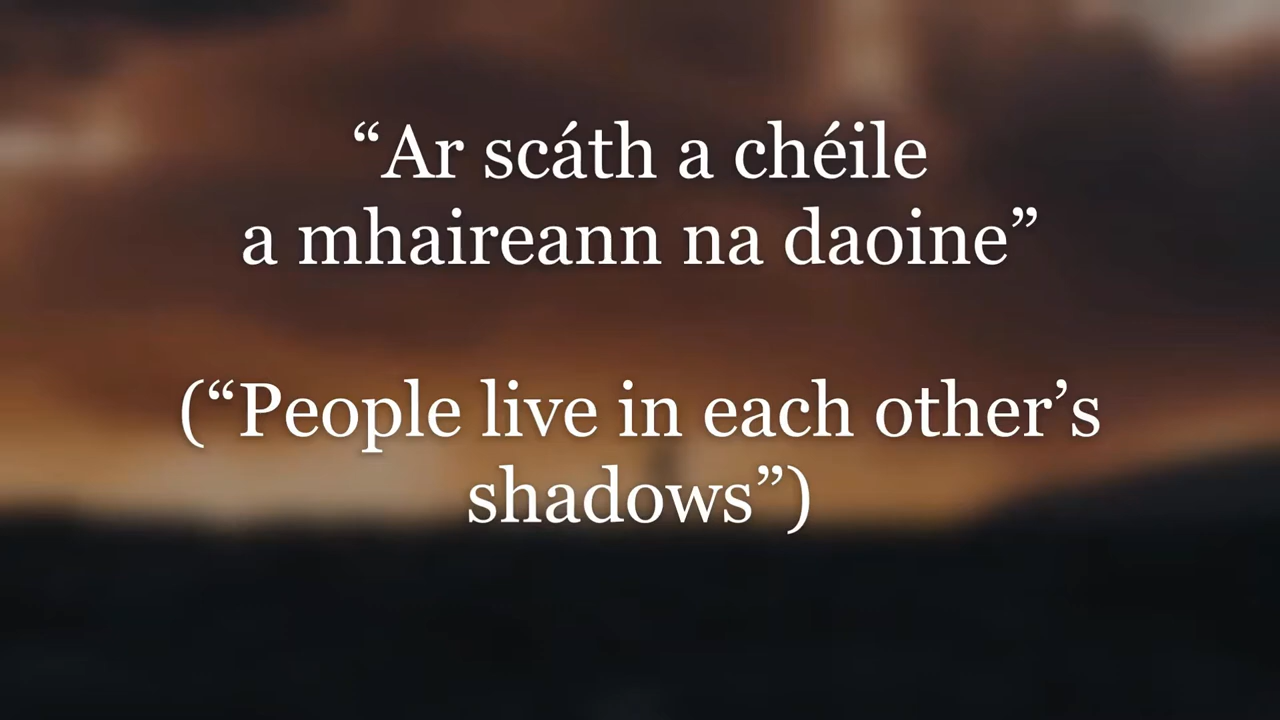 “Ar scáth a chéile
a mhaireann na daoine”
(“People live in each other’s
shadows”)